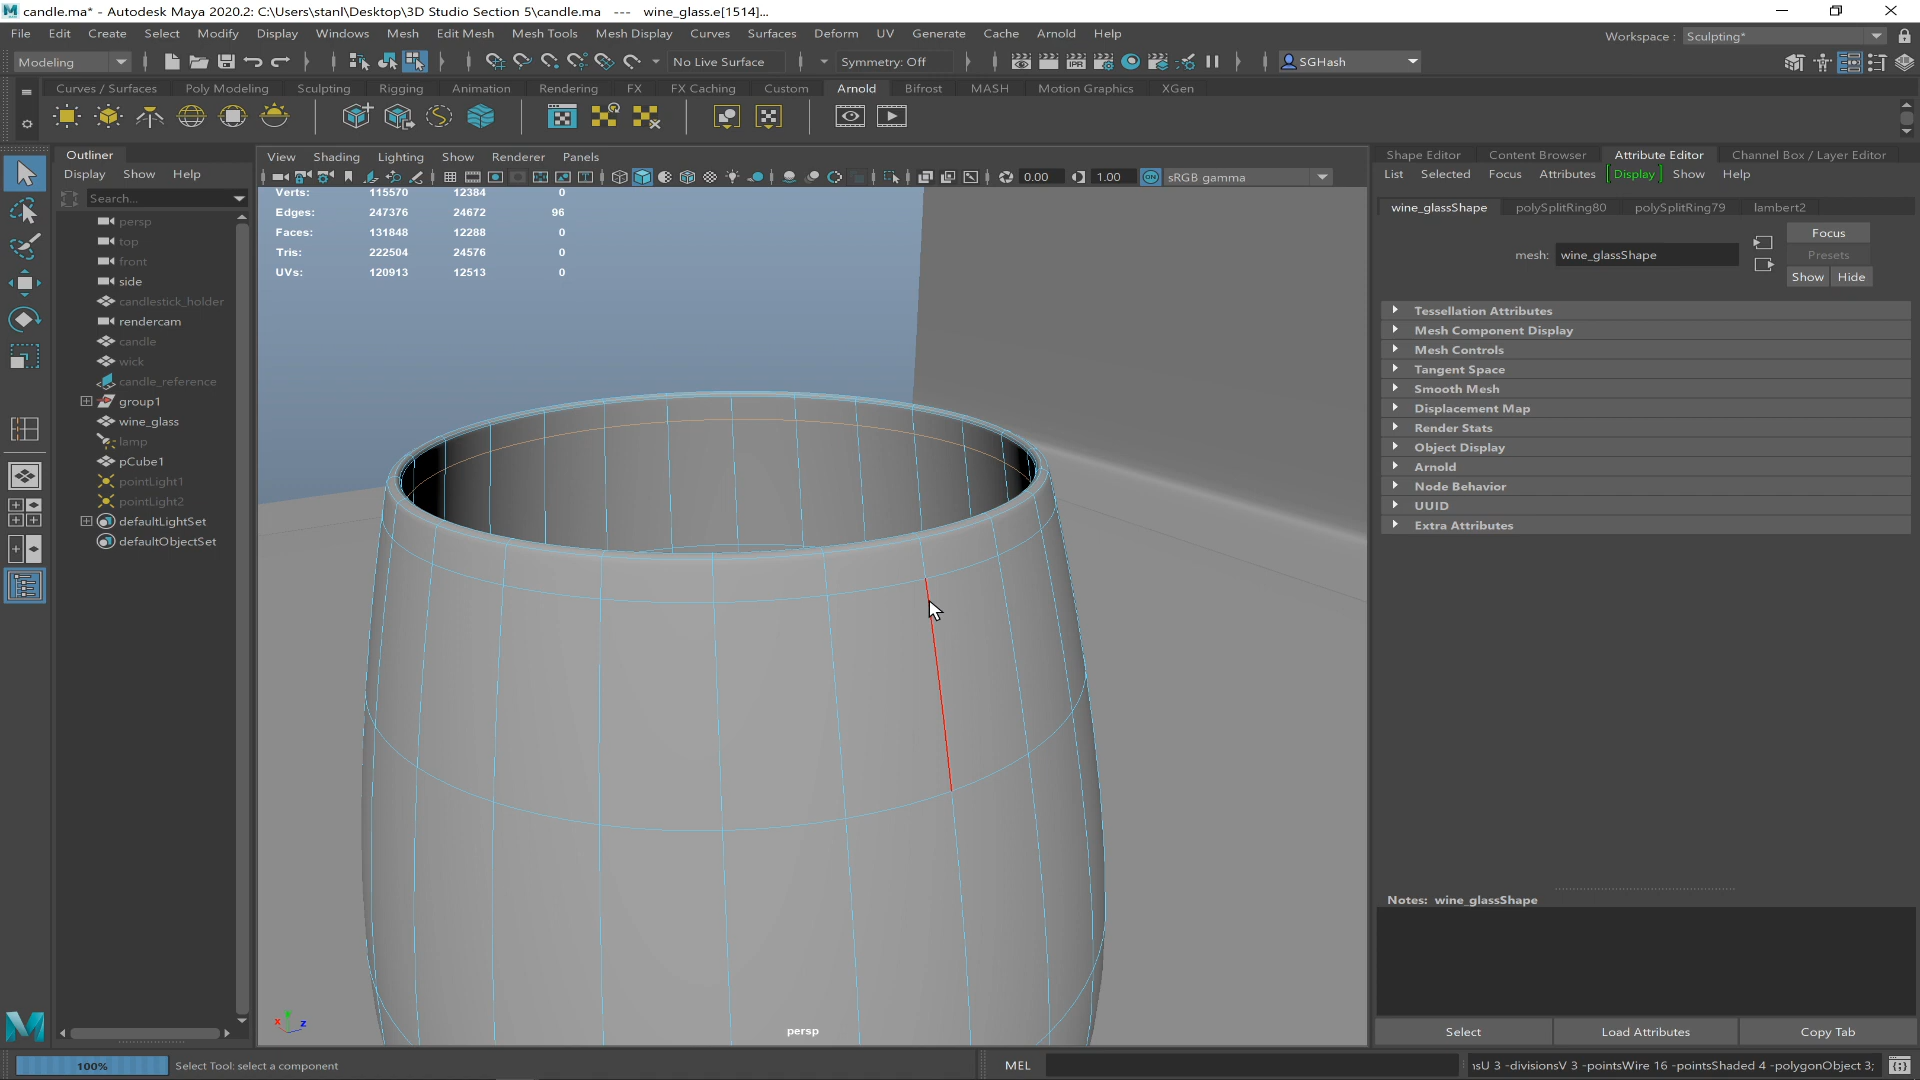 candle.ma* - Autodesk Maya 2020.2: C:\Users\stanl\Desktop\3D Studio Section 5\candle.ma --- wine_glass.e[1514]...
File Edit Create Select Modify Display Windows Mesh Edit Mesh Mesh Tools Mesh Display Curves Surfaces Deform UV Generate Cache Arnold Help
Workspace : Sculpting*
Modeling
No Live Surface
Symmetry: Off
IPR
SGHash
Curves / Surfaces Poly Modeling Sculpting Rigging Animation Rendering FX FX Caching Custom Arnold Bifrost MASH Motion Graphics XGen
Outliner
Display Show Help
Search...
persp
top
front
side
candlestick_holder
rendercam
candle
wick
candle_reference
group1
wine_glass
lamp
pCube1
pointLight1
pointLight2
defaultLightSet
defaultObjectSet
View Shading Lighting Show Renderer Panels
0.00 1.00 ON sRGB gamma
Verts: 115570 12384 0
Edges: 247376 24672 96
Faces: 131848 12288 0
Tris: 222504 24576 0
UVs: 120913 12513 0
x y z
persp
Shape Editor Content Browser Attribute Editor Channel Box / Layer Editor
List Selected Focus Attributes Display Show Help
wine_glassShape polySplitRing80 polySplitRing79 lambert2
Focus
mesh: wine_glassShape
Presets
Show Hide
Tessellation Attributes
Mesh Component Display
Mesh Controls
Tangent Space
Smooth Mesh
Displacement Map
Render Stats
Object Display
Arnold
Node Behavior
UUID
Extra Attributes
Notes: wine_glassShape
Select Load Attributes Copy Tab
100% Select Tool: select a component
MEL
ısU 3 -divisionsV 3 -pointsWire 16 -pointsShaded 4 -polygonObject 3;